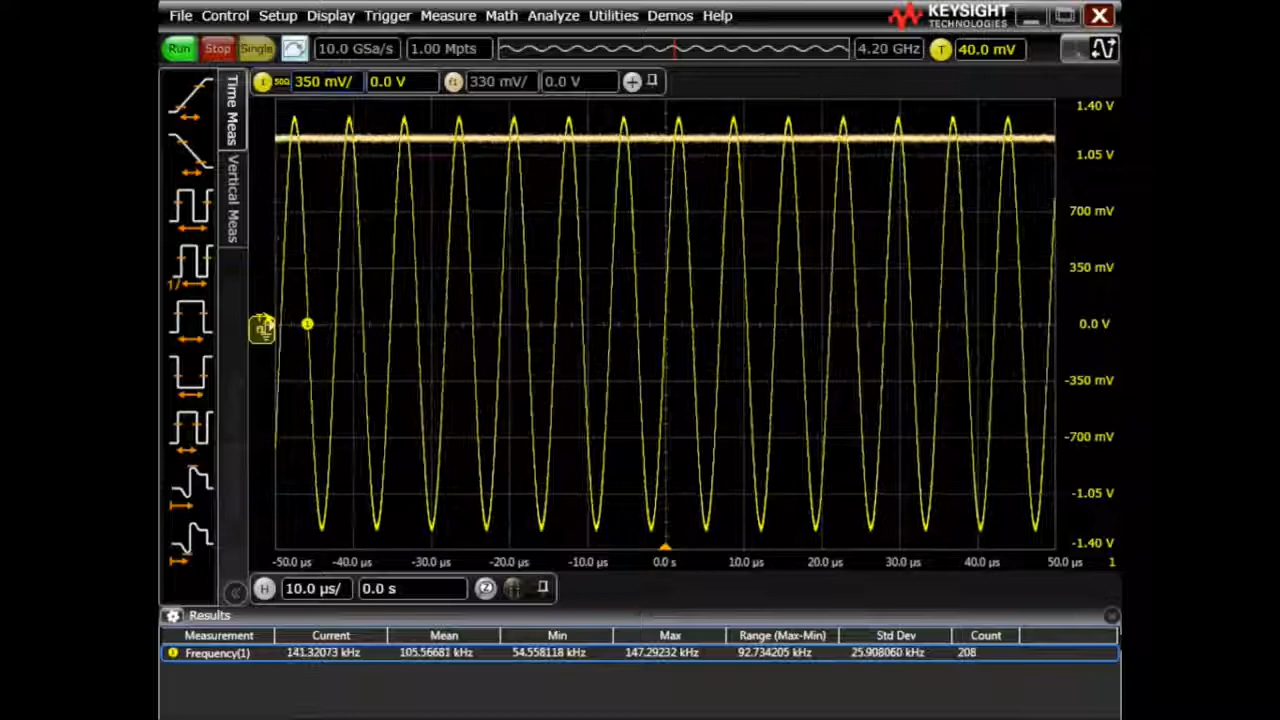 File Control Setup Display Trigger Measure Math Analyze Utilities Demos Help
KEYSIGHT
TECHNOLOGIES
Run Stop Single 10.0 GSa/s 1.00 Mpts 4.20 GHz T 40.0 mV
1 50Ω 350 mV/ 0.0 V f1 330 mV/ 0.0 V
Time Meas
Vertical Meas
1.40 V
1.05 V
700 mV
350 mV
0.0 V
-350 mV
-700 mV
-1.05 V
-1.40 V
1/
-50.0 µs -40.0 µs -30.0 µs -20.0 µs -10.0 µs 0.0 s 10.0 µs 20.0 µs 30.0 µs 40.0 µs 50.0 µs 1
H 10.0 µs/ 0.0 s Z
Results
Measurement Current Mean Min Max Range (Max-Min) Std Dev Count
Frequency(1) 141.32073 kHz 105.56681 kHz 54.558118 kHz 147.29232 kHz 92.734205 kHz 25.908060 kHz 208